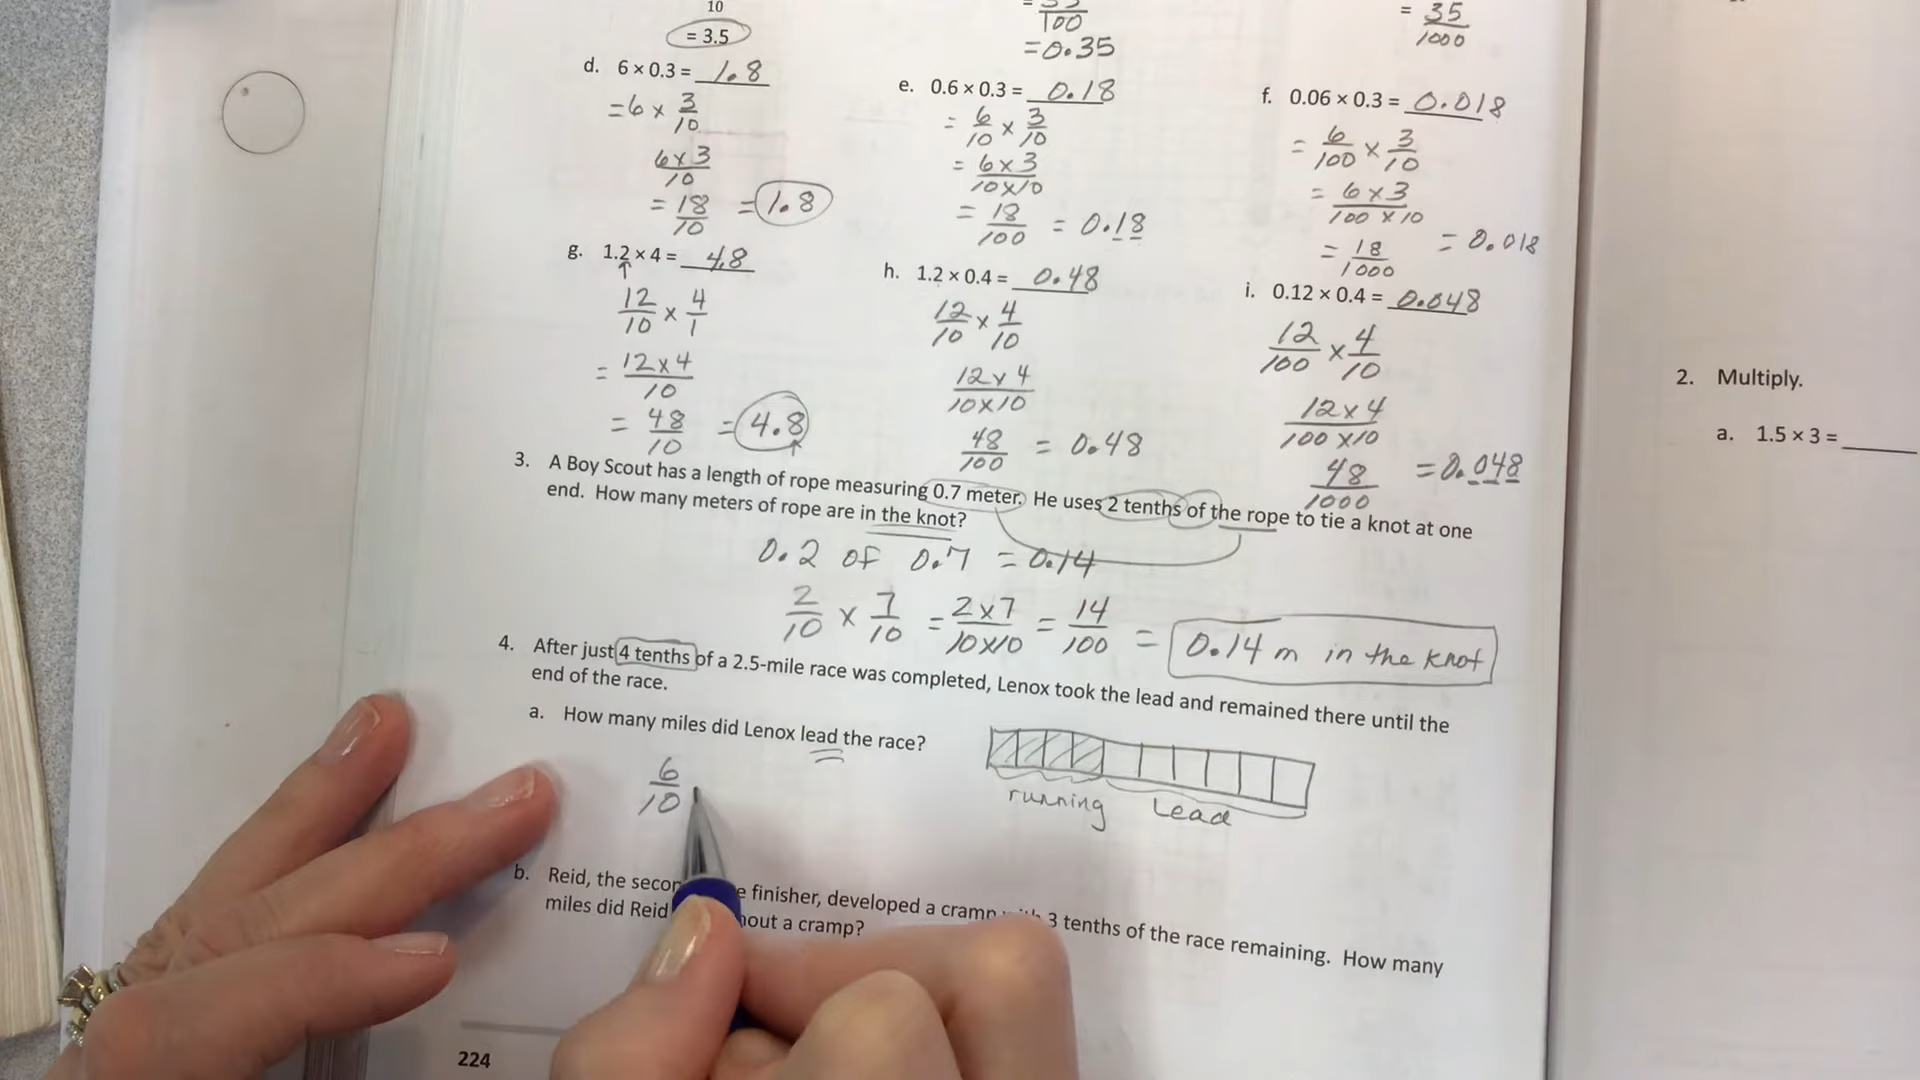 10
= 3.5
100
= 0.35
= 35
1000
d. 6 × 0.3 = 1.8
= 6 × 3
10
6 × 3
10
= 18 = 1.8
10
e. 0.6 × 0.3 = 0.18
= 6 × 3
10 10
= 6 × 3
10 × 10
= 18 = 0.18
100
f. 0.06 × 0.3 = 0.018
= 6 × 3
100 10
= 6 × 3
100 × 10
= 18 = 0.018
1000
g. 1.2 × 4 = 4.8
12 × 4
10 1
= 12 × 4
10
= 48 = 4.8
10
h. 1.2 × 0.4 = 0.48
12 × 4
10 10
12 × 4
10 × 10
48 = 0.48
100
i. 0.12 × 0.4 = 0.048
12 × 4
100 10
12 × 4
100 × 10
48 = 0.048
1000
3. A Boy Scout has a length of rope measuring 0.7 meter. He uses 2 tenths of the rope to tie a knot at one
end. How many meters of rope are in the knot?
0.2 of 0.7 = 0.14
2 × 7 = 2 × 7 = 14 = 0.14 m in the knot
10 10 10 × 10 100
4. After just 4 tenths of a 2.5-mile race was completed, Lenox took the lead and remained there until the
end of the race.
a. How many miles did Lenox lead the race?
running Lead
6
10
b. Reid, the finisher, developed a cramp 3 tenths of the race remaining. How many
miles did Reid a cramp?
224
2. Multiply.
a. 1.5 × 3 =